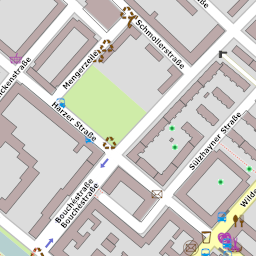 Schmollerstraße
Mengerzeile
ckenstraße
Harzer Straße
Sülzhayner Straße
Bouchéstraße
Bouchéstraße
Wilde